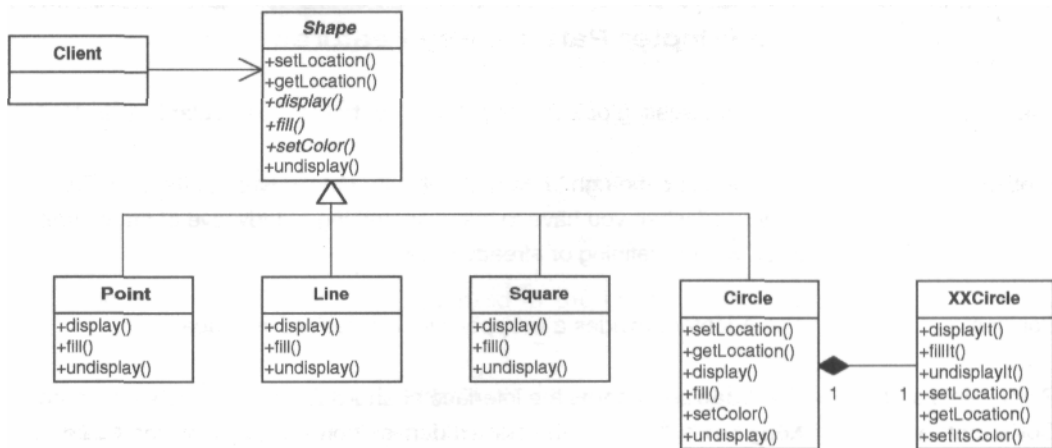 Shape
Client
+setLocation()
+getLocation()
+display()
+fill()
+setColor()
+undisplay()
Point
+display()
+fill()
+undisplay()
Line
+display()
+fill()
+undisplay()
Square
+display()
+fill()
+undisplay()
Circle
+setLocation()
+getLocation()
+display()
+fill()
+setColor()
+undisplay()
1
1
XXCircle
+displayIt()
+fillIt()
+undisplayIt()
+setLocation()
+getLocation()
+setItsColor()